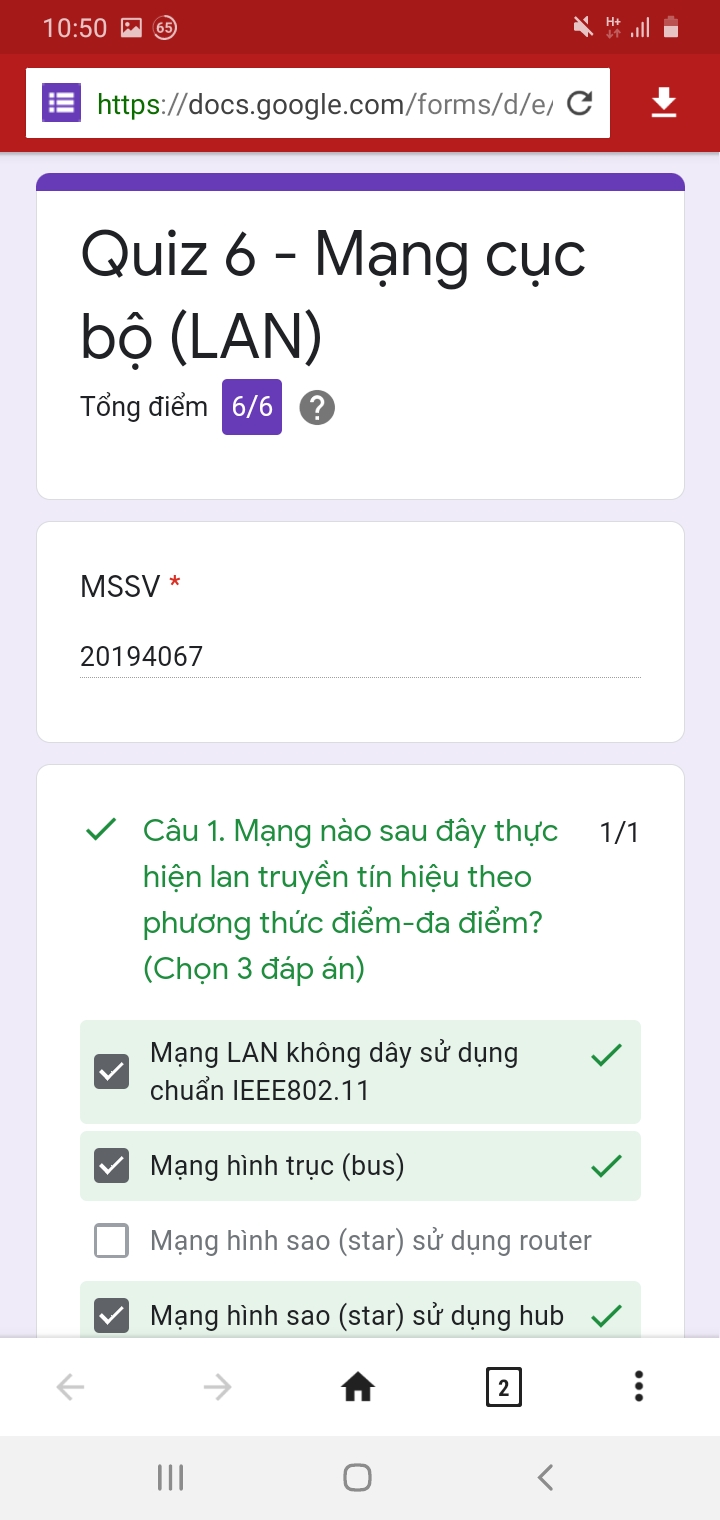 10:50
65
H+
https://docs.google.com/forms/d/e/
Quiz 6 - Mạng cục
bộ (LAN)
Tổng điểm 6/6 ?
MSSV *
20194067
Câu 1. Mạng nào sau đây thực 1/1
hiện lan truyền tín hiệu theo
phương thức điểm-đa điểm?
(Chọn 3 đáp án)
Mạng LAN không dây sử dụng
chuẩn IEEE802.11
Mạng hình trục (bus)
Mạng hình sao (star) sử dụng router
Mạng hình sao (star) sử dụng hub
2